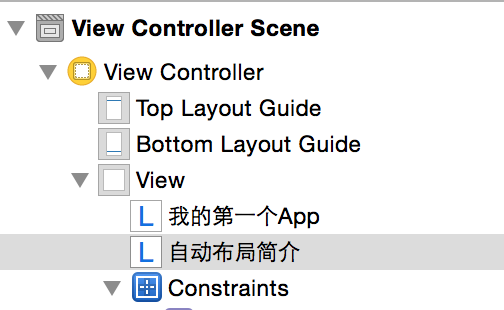 View Controller Scene
View Controller
Top Layout Guide
Bottom Layout Guide
View
L 我的第一个App
L 自动布局简介
Constraints